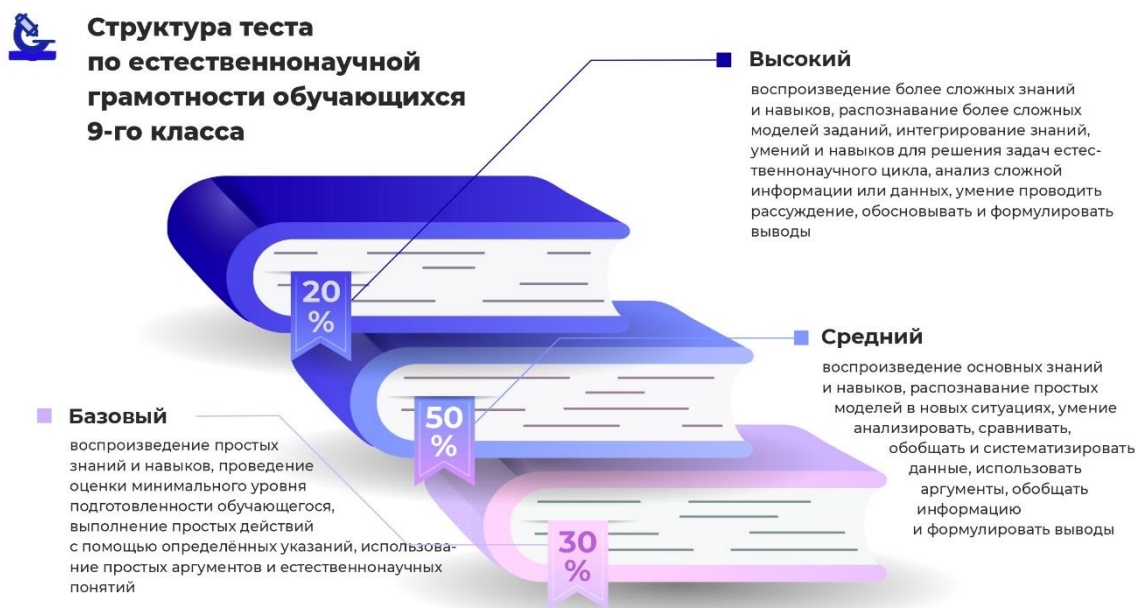 Структура теста
по естественнонаучной
грамотности обучающихся
9-го класса
Высокий
воспроизведение более сложных знаний
и навыков, распознавание более сложных
моделей заданий, интегрирование знаний,
умений и навыков для решения задач естес-
твеннонаучного цикла, анализ сложной
информации или данных, умение проводить
рассуждение, обосновывать и формулировать
выводы
20
%
Средний
воспроизведение основных знаний
и навыков, распознавание простых
моделей в новых ситуациях, умение
анализировать, сравнивать,
обобщать и систематизировать
данные, использовать
аргументы, обобщать
информацию
и формулировать выводы
50
%
Базовый
воспроизведение простых
знаний и навыков, проведение
оценки минимального уровня
подготовленности обучающегося,
выполнение простых действий
с помощью определённых указаний, использова-
ние простых аргументов и естественнонаучных
понятий
30
%